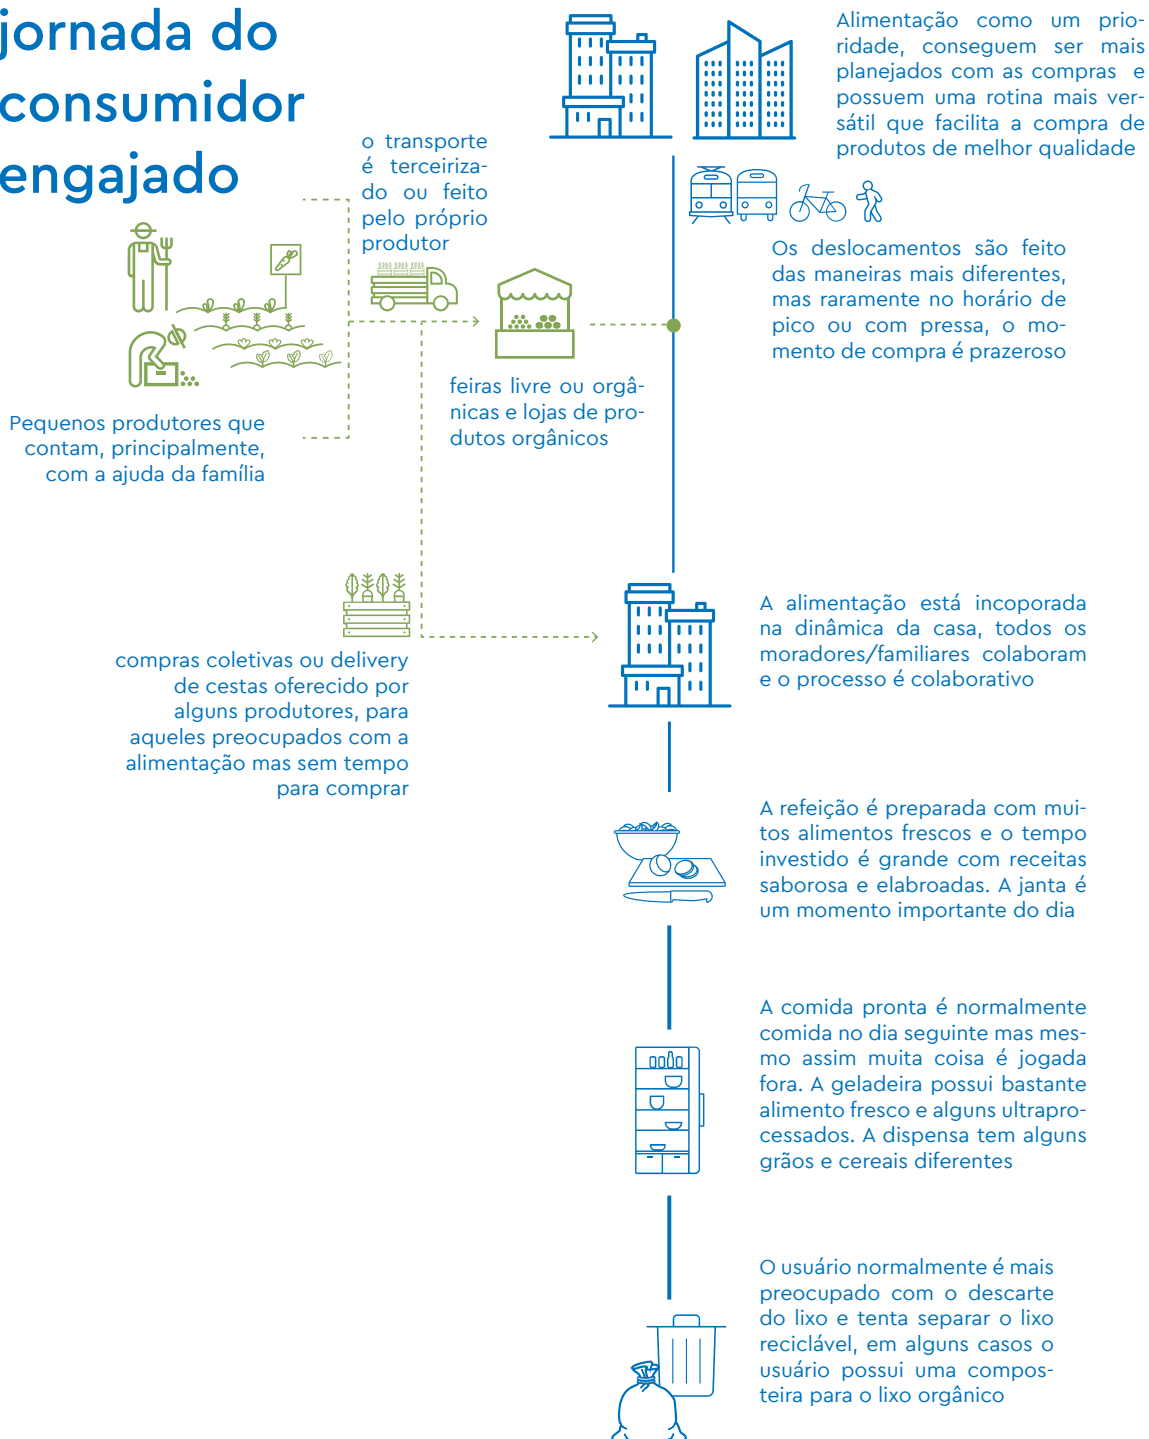 jornada do
consumidor
engajado
Alimentação como um prio-
ridade, conseguem ser mais
planejados com as compras e
possuem uma rotina mais ver-
sátil que facilita a compra de
produtos de melhor qualidade
o transporte
é terceiriza-
do ou feito
pelo próprio
produtor
Os deslocamentos são feito
das maneiras mais diferentes,
mas raramente no horário de
pico ou com pressa, o mo-
mento de compra é prazeroso
feiras livre ou orgâ-
nicas e lojas de pro-
dutos orgânicos
Pequenos produtores que
contam, principalmente,
com a ajuda da família
A alimentação está incoporada
na dinâmica da casa, todos os
moradores/familiares colaboram
e o processo é colaborativo
compras coletivas ou delivery
de cestas oferecido por
alguns produtores, para
aqueles preocupados com a
alimentação mas sem tempo
para comprar
A refeição é preparada com mui-
tos alimentos frescos e o tempo
investido é grande com receitas
saborosa e elabroadas. A janta é
um momento importante do dia
A comida pronta é normalmente
comida no dia seguinte mas mes-
mo assim muita coisa é jogada
fora. A geladeira possui bastante
alimento fresco e alguns ultrapro-
cessados. A dispensa tem alguns
grãos e cereais diferentes
O usuário normalmente é mais
preocupado com o descarte
do lixo e tenta separar o lixo
reciclável, em alguns casos o
usuário possui uma compos-
teira para o lixo orgânico